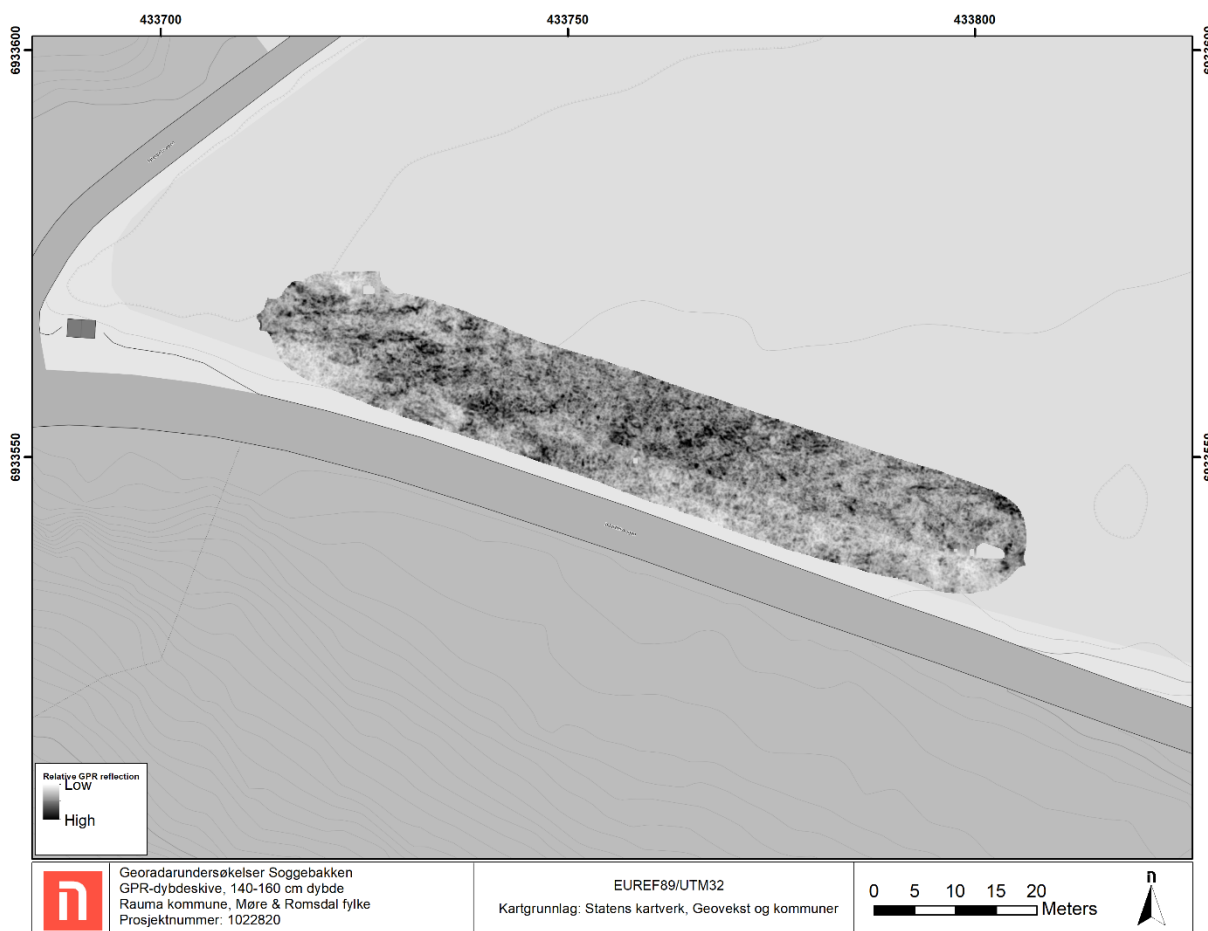 433700
433750
433800
6933600
6933600
6933550
6933550
Relative GPR reflection
Low
High
n
Georadarundersøkelser Soggebakken
GPR-dybdeskive, 140-160 cm dybde
Rauma kommune, Møre & Romsdal fylke
Prosjektnummer: 1022820
EUREF89/UTM32
Kartgrunnlag: Statens kartverk, Geovekst og kommuner
0 5 10 15 20
Meters
n